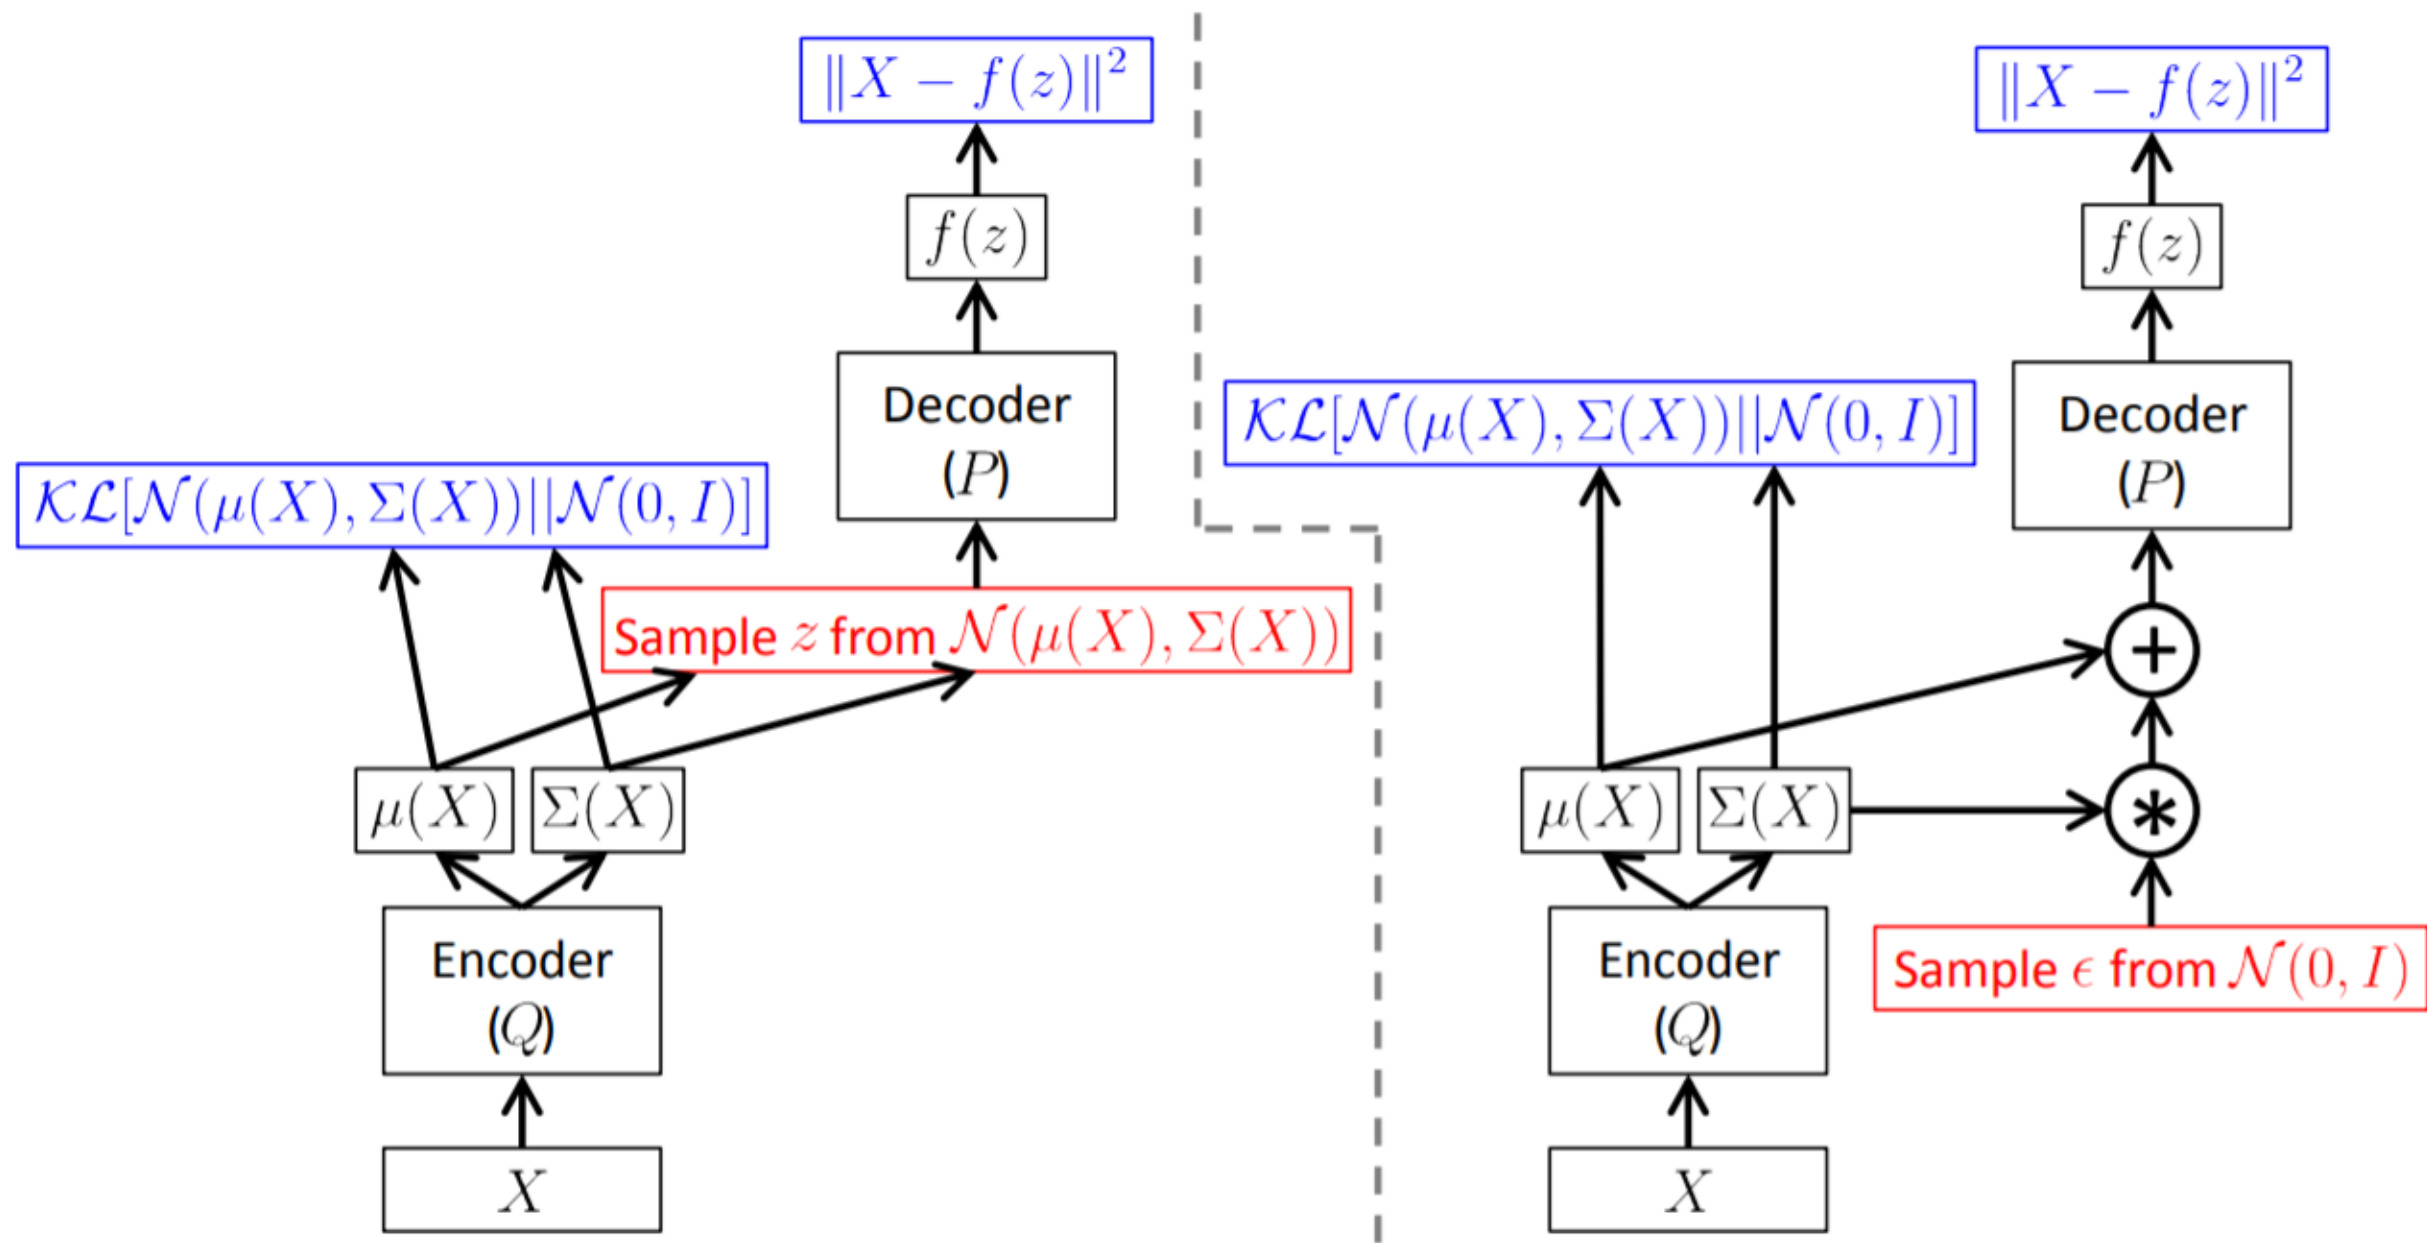 ‖X − f(z)‖²
f(z)
Decoder
(P)
𝒦ℒ[𝒩(μ(X), Σ(X))||𝒩(0, I)]
Sample z from 𝒩(μ(X), Σ(X))
μ(X)
Σ(X)
Encoder
(Q)
X
‖X − f(z)‖²
f(z)
Decoder
(P)
𝒦ℒ[𝒩(μ(X), Σ(X))||𝒩(0, I)]
+
μ(X)
Σ(X)
*
Encoder
(Q)
Sample ϵ from 𝒩(0, I)
X